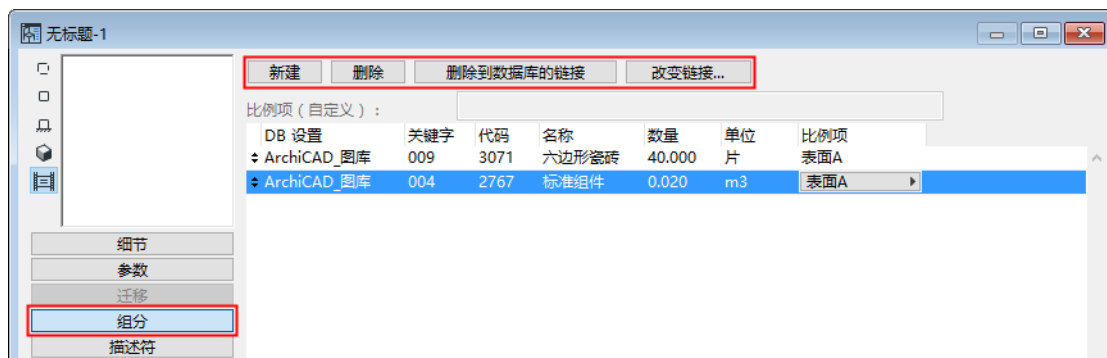 无标题-1
新建 删除 删除到数据库的链接 改变链接...
比例项（自定义）：
DB 设置 关键字 代码 名称 数量 单位 比例项
ArchiCAD_图库 009 3071 六边形瓷砖 40.000 片 表面A
ArchiCAD_图库 004 2767 标准组件 0.020 m3 表面A
细节
参数
迁移
组分
描述符